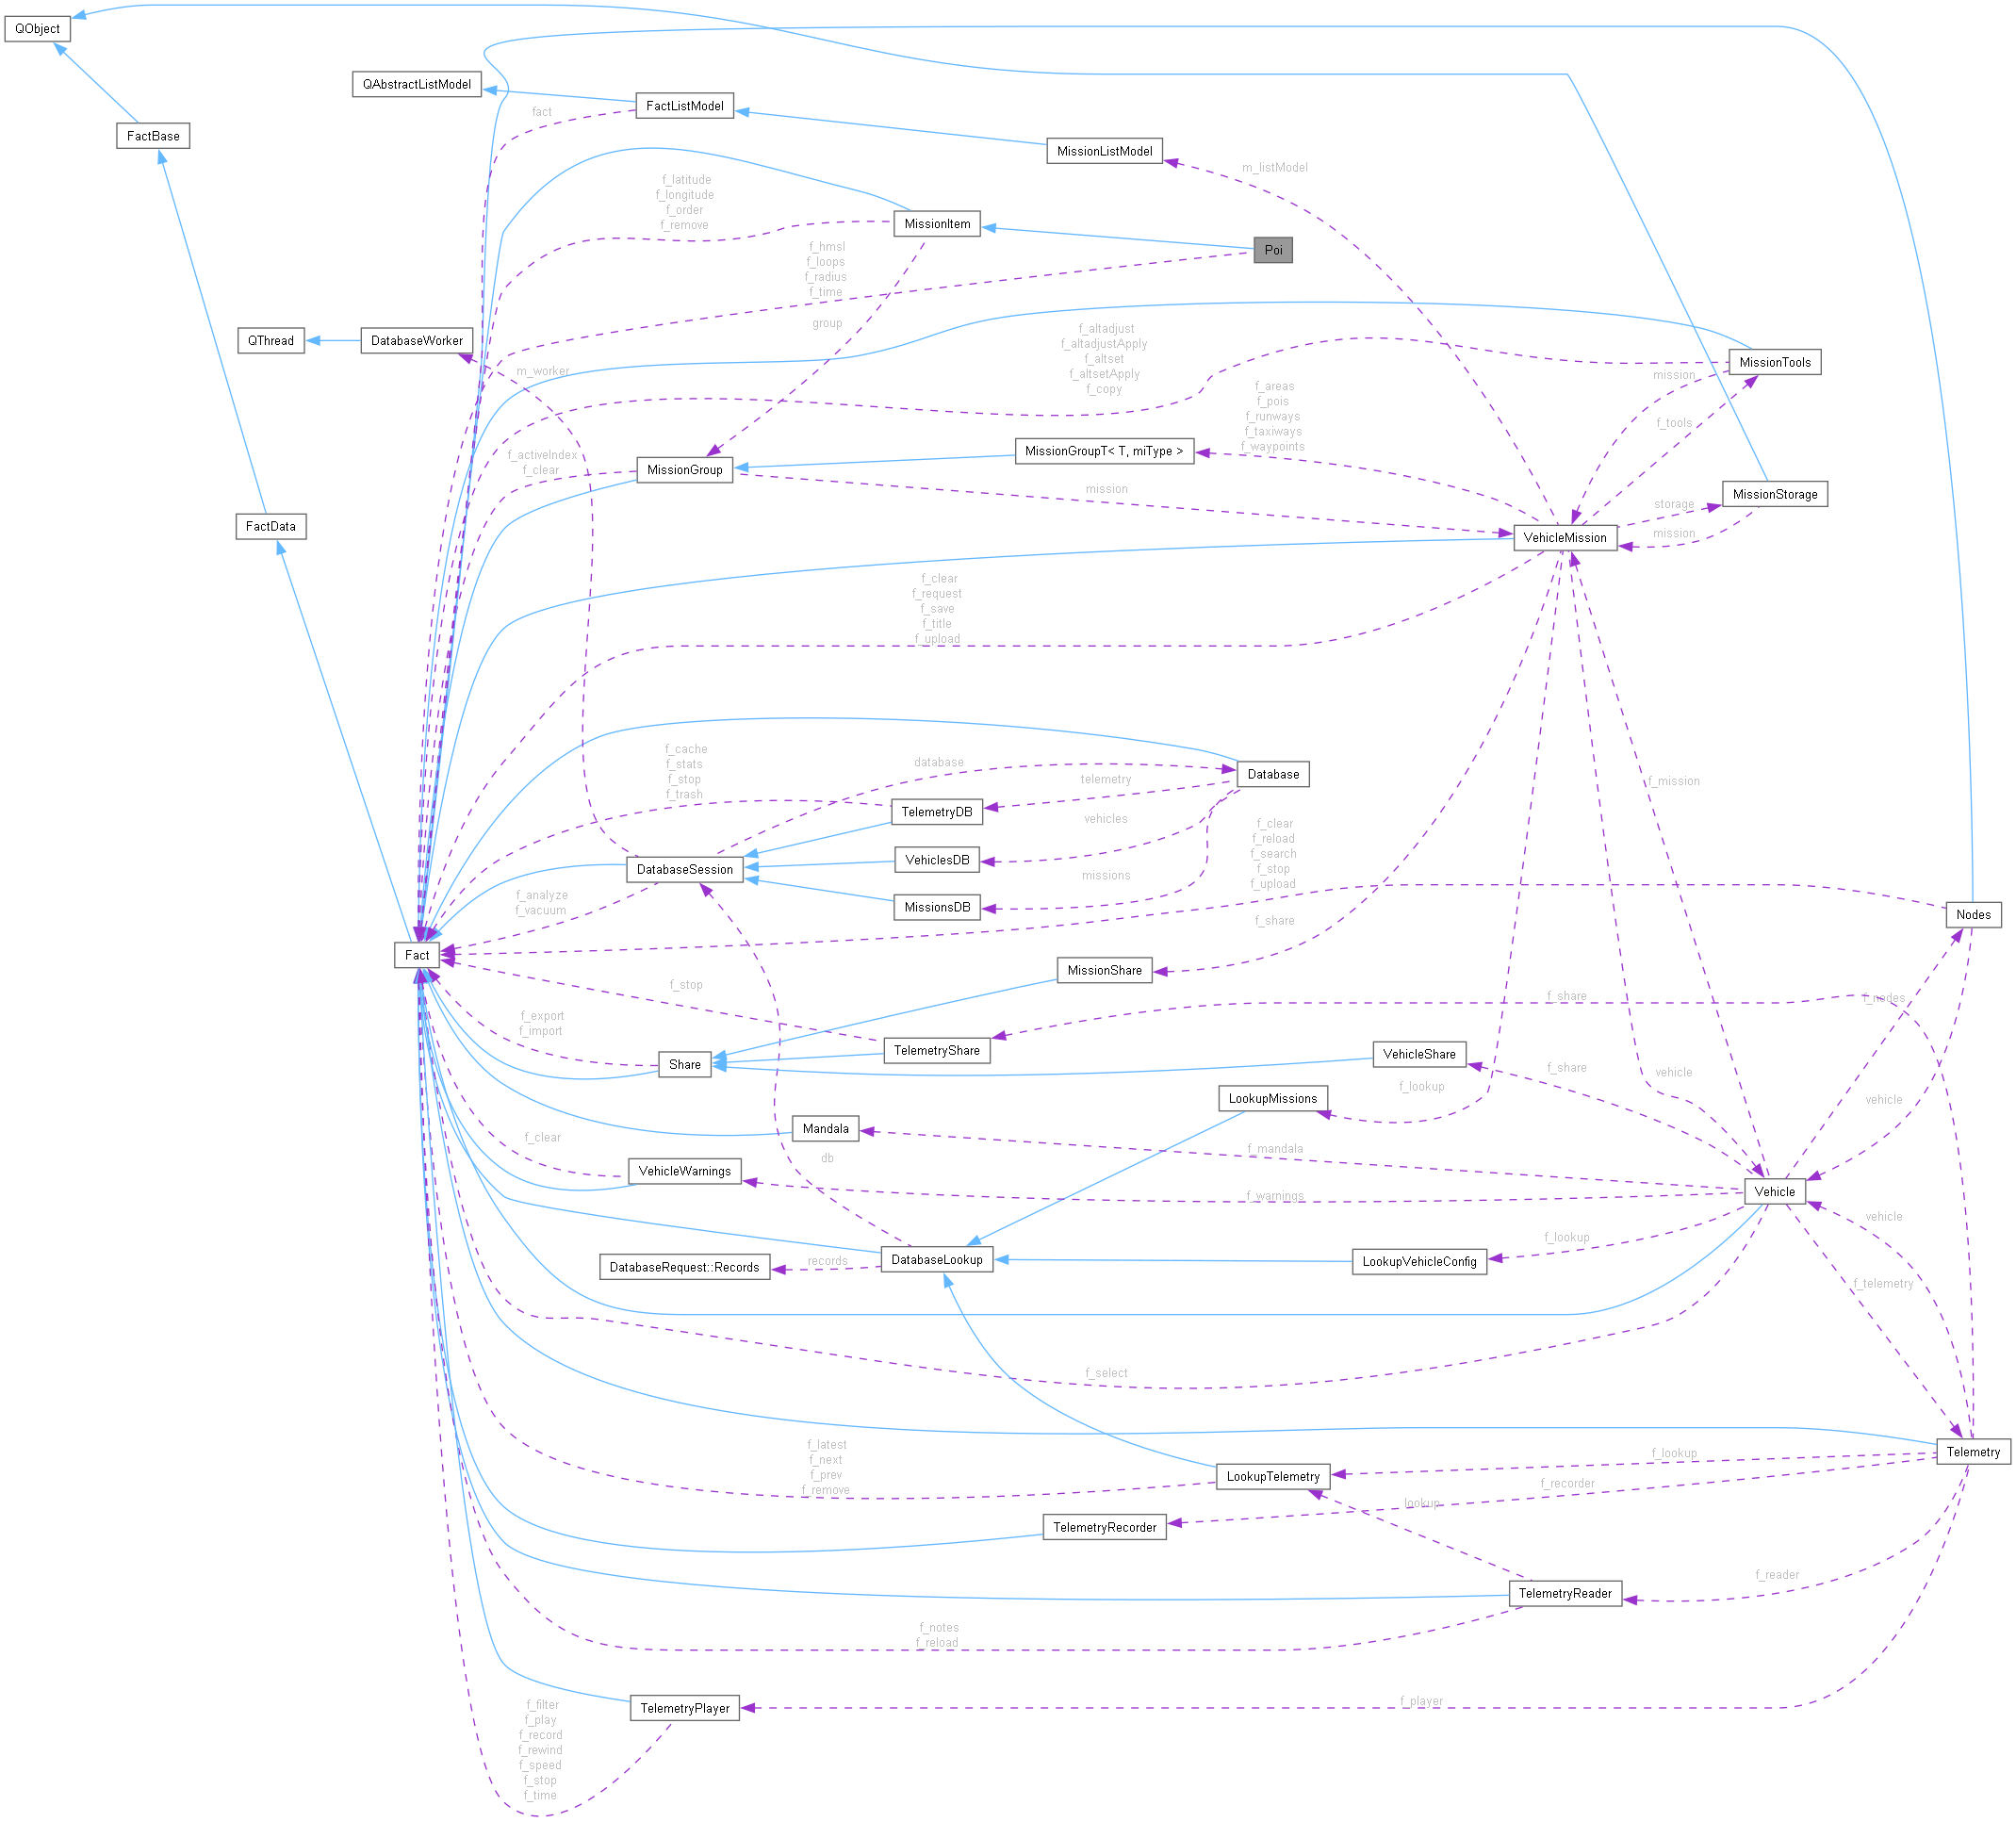 QObject
QAbstractListModel
FactListModel
fact
FactBase
MissionListModel
m_listModel
f_latitude
f_longitude
f_order
f_remove
MissionItem
Poi
f_hmsl
f_loops
f_radius
f_time
group
QThread
DatabaseWorker
m_worker
f_altadjust
f_altadjustApply
f_altset
f_altsetApply
f_copy
MissionTools
mission
f_areas
f_pois
f_runways
f_taxiways
f_waypoints
f_tools
f_activeIndex
f_clear
MissionGroup
MissionGroupT< T, miType >
mission
MissionStorage
storage
mission
FactData
VehicleMission
f_clear
f_request
f_save
f_title
f_upload
f_cache
f_stats
f_stop
f_trash
database
Database
telemetry
f_mission
TelemetryDB
vehicles
f_clear
f_reload
f_search
f_stop
f_upload
DatabaseSession
VehiclesDB
missions
MissionsDB
f_analyze
f_vacuum
f_share
Nodes
Fact
MissionShare
f_stop
f_share
f_nodes
f_export
f_import
TelemetryShare
Share
VehicleShare
f_share
vehicle
LookupMissions
f_lookup
vehicle
Mandala
f_clear
f_mandala
db
VehicleWarnings
f_warnings
Vehicle
vehicle
f_lookup
DatabaseLookup
DatabaseRequest::Records
records
LookupVehicleConfig
f_telemetry
f_select
f_latest
f_next
f_prev
f_remove
Telemetry
f_lookup
LookupTelemetry
f_recorder
lookup
TelemetryRecorder
f_reader
TelemetryReader
f_notes
f_reload
f_filter
f_play
f_record
f_rewind
f_speed
f_stop
f_time
TelemetryPlayer
f_player